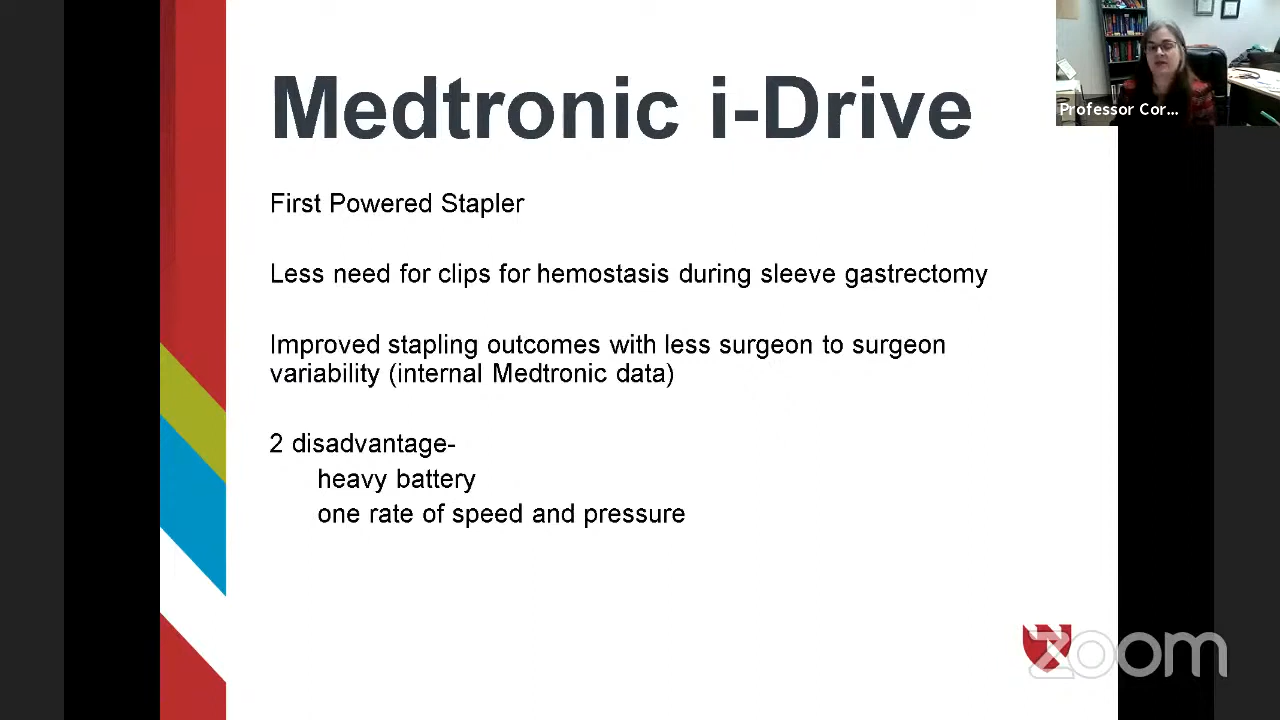 Medtronic i-Drive
Professor Cor...
First Powered Stapler
Less need for clips for hemostasis during sleeve gastrectomy
Improved stapling outcomes with less surgeon to surgeon
variability (internal Medtronic data)
2 disadvantage-
heavy battery
one rate of speed and pressure
zoom